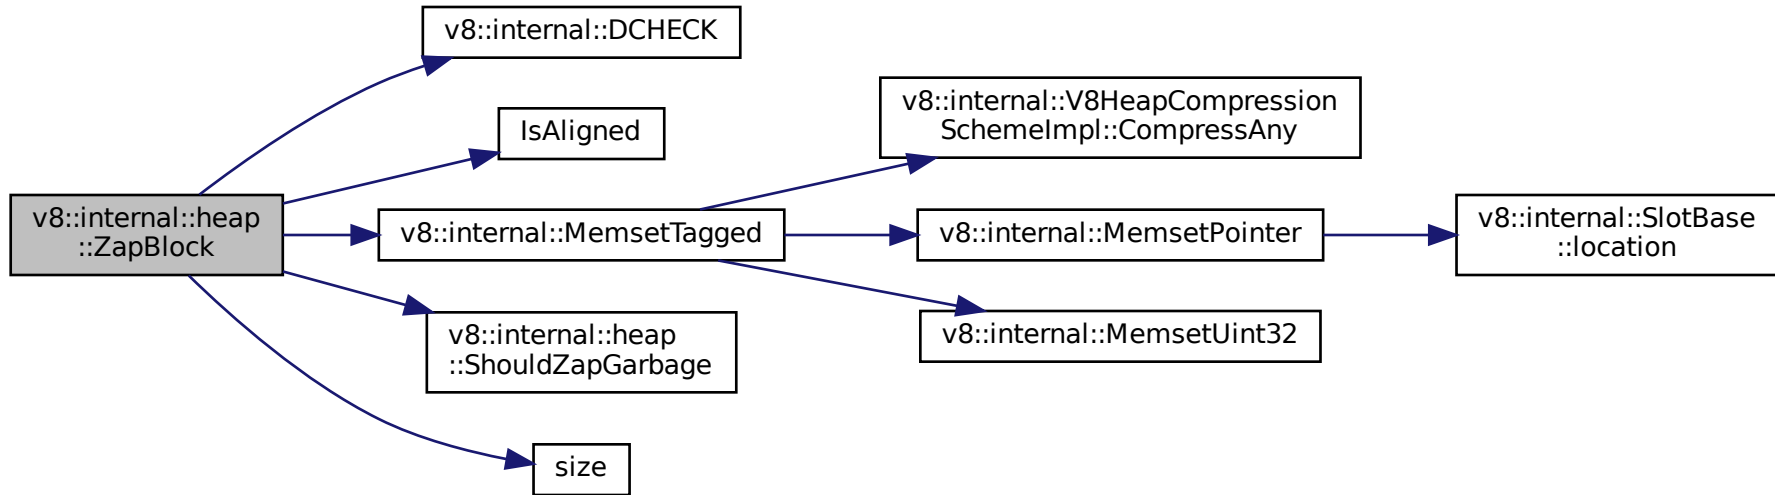 v8::internal::heap
::ZapBlock
v8::internal::DCHECK
IsAligned
v8::internal::MemsetTagged
v8::internal::heap
::ShouldZapGarbage
size
v8::internal::V8HeapCompression
SchemeImpl::CompressAny
v8::internal::MemsetPointer
v8::internal::MemsetUint32
v8::internal::SlotBase
::location